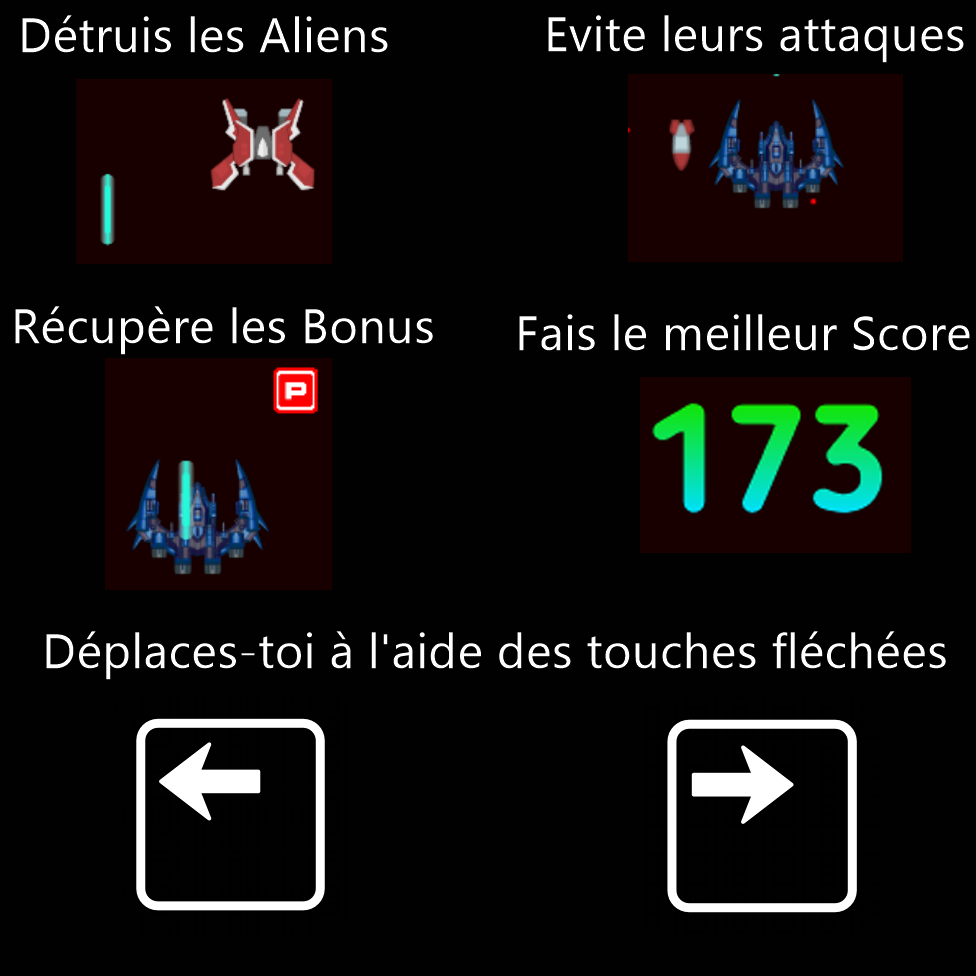 Détruis les Aliens
Evite leurs attaques
Récupère les Bonus
P
Fais le meilleur Score
173
Déplaces-toi à l'aide des touches fléchées